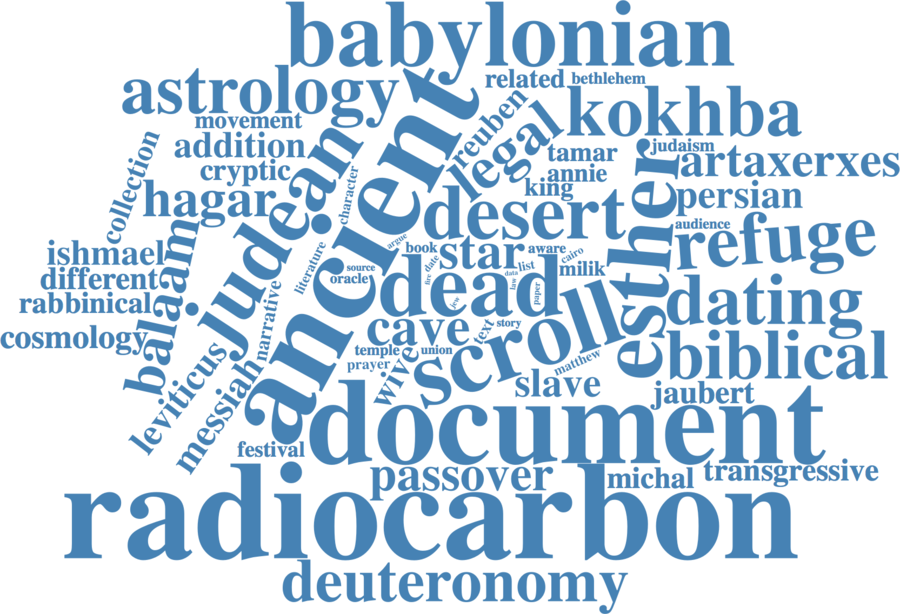 babylonian
related
bethlehem
astrology
kokhba
movement
reuben
legal
judaism
addition
tamar
artaxerxes
cryptic
annie
king
collection
character
persian
hagar
ancient
judean
desert
esther
audience
refuge
argue
book
star
aware
cairo
ishmael
literature
source
date
list
milik
different
oracle
fire
dead
data
law
paper
dating
balaam
rabbinical
narrative
jew
cosmology
cave
text
story
scroll
biblical
temple
union
prayer
matthew
leviticus
messiah
wive
slave
jaubert
document
festival
passover
michal
transgressive
radiocarbon
deuteronomy